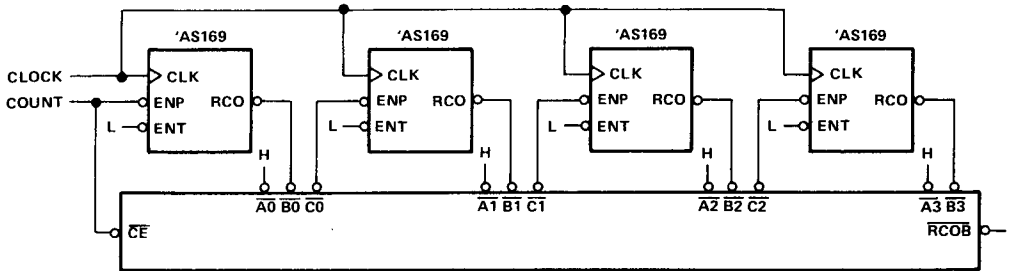 'AS169 'AS169 'AS169 'AS169
CLOCK CLK CLK CLK CLK
COUNT ENP RCO ENP RCO ENP RCO ENP RCO
L ENT L ENT L ENT L ENT
H H H H
A0 B0 C0 A1 B1 C1 A2 B2 C2 A3 B3
CE RCOB